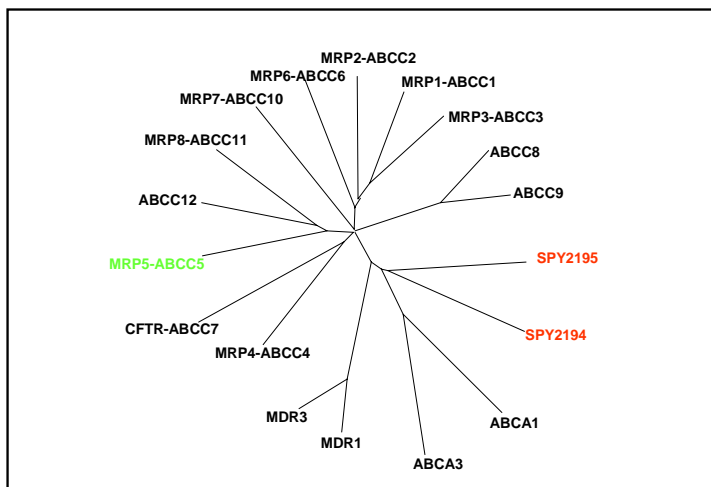 MRP2-ABCC2
MRP6-ABCC6
MRP1-ABCC1
MRP7-ABCC10
MRP3-ABCC3
MRP8-ABCC11
ABCC8
ABCC12
ABCC9
MRP5-ABCC5
SPY2195
CFTR-ABCC7
SPY2194
MRP4-ABCC4
MDR3
ABCA1
MDR1
ABCA3